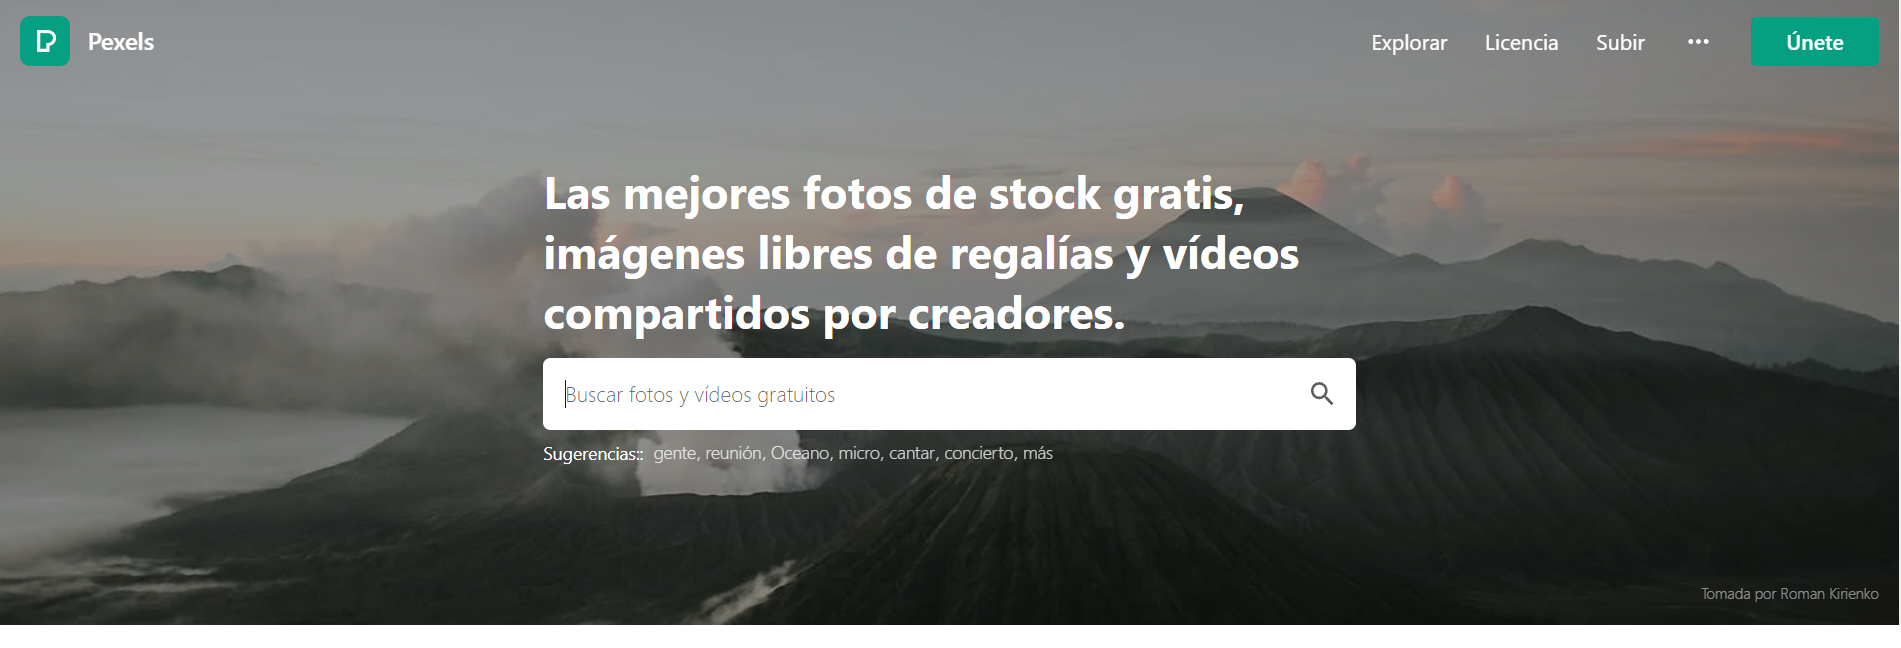 Pexels
Explorar
Licencia
Subir
Únete
Las mejores fotos de stock gratis,
imágenes libres de regalías y vídeos
compartidos por creadores.
Buscar fotos y vídeos gratuitos
Sugerencias:: gente, reunión, Oceano, micro, cantar, concierto, más
Tomada por Roman Kirienko